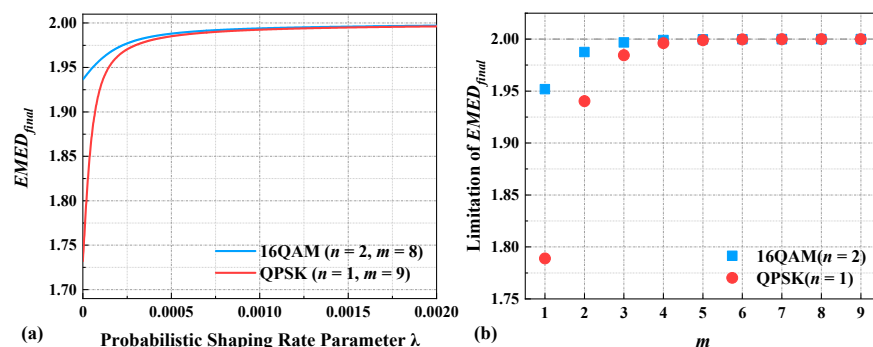 2.00
1.95
1.90
1.85
1.80
1.75
1.70
EMED_final
16QAM (n = 2, m = 8)
QPSK (n = 1, m = 9)
0 0.0005 0.0010 0.0015 0.0020
(a) Probabilistic Shaping Rate Parameter λ
2.00
1.95
1.90
1.85
1.80
1.75
Limitation of EMED_final
16QAM(n = 2)
QPSK(n = 1)
1 2 3 4 5 6 7 8 9
(b) m